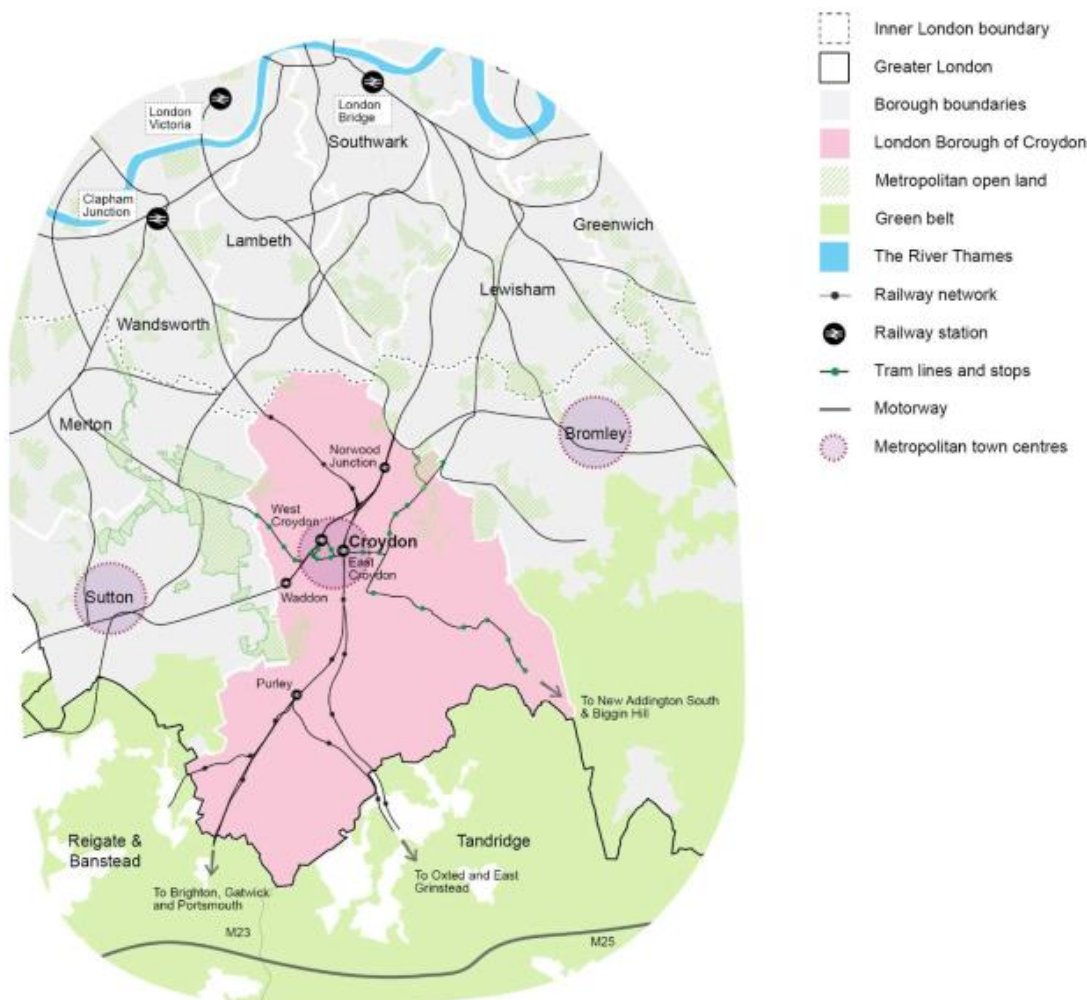 Inner London boundary
Greater London
Borough boundaries
London Borough of Croydon
Metropolitan open land
Green belt
The River Thames
Railway network
Railway station
Tram lines and stops
Motorway
Metropolitan town centres
London
Victoria
London
Bridge
Southwark
Clapham
Junction
Lambeth
Greenwich
Lewisham
Wandsworth
Merton
Bromley
Norwood
Junction
West
Croydon
Croydon
East
Croydon
Sutton
Waddon
Purley
To New Addington South
& Biggin Hill
Reigate &
Banstead
Tandridge
To Brighton, Gatwick
and Portsmouth
To Oxted and East
Grinstead
M23
M25